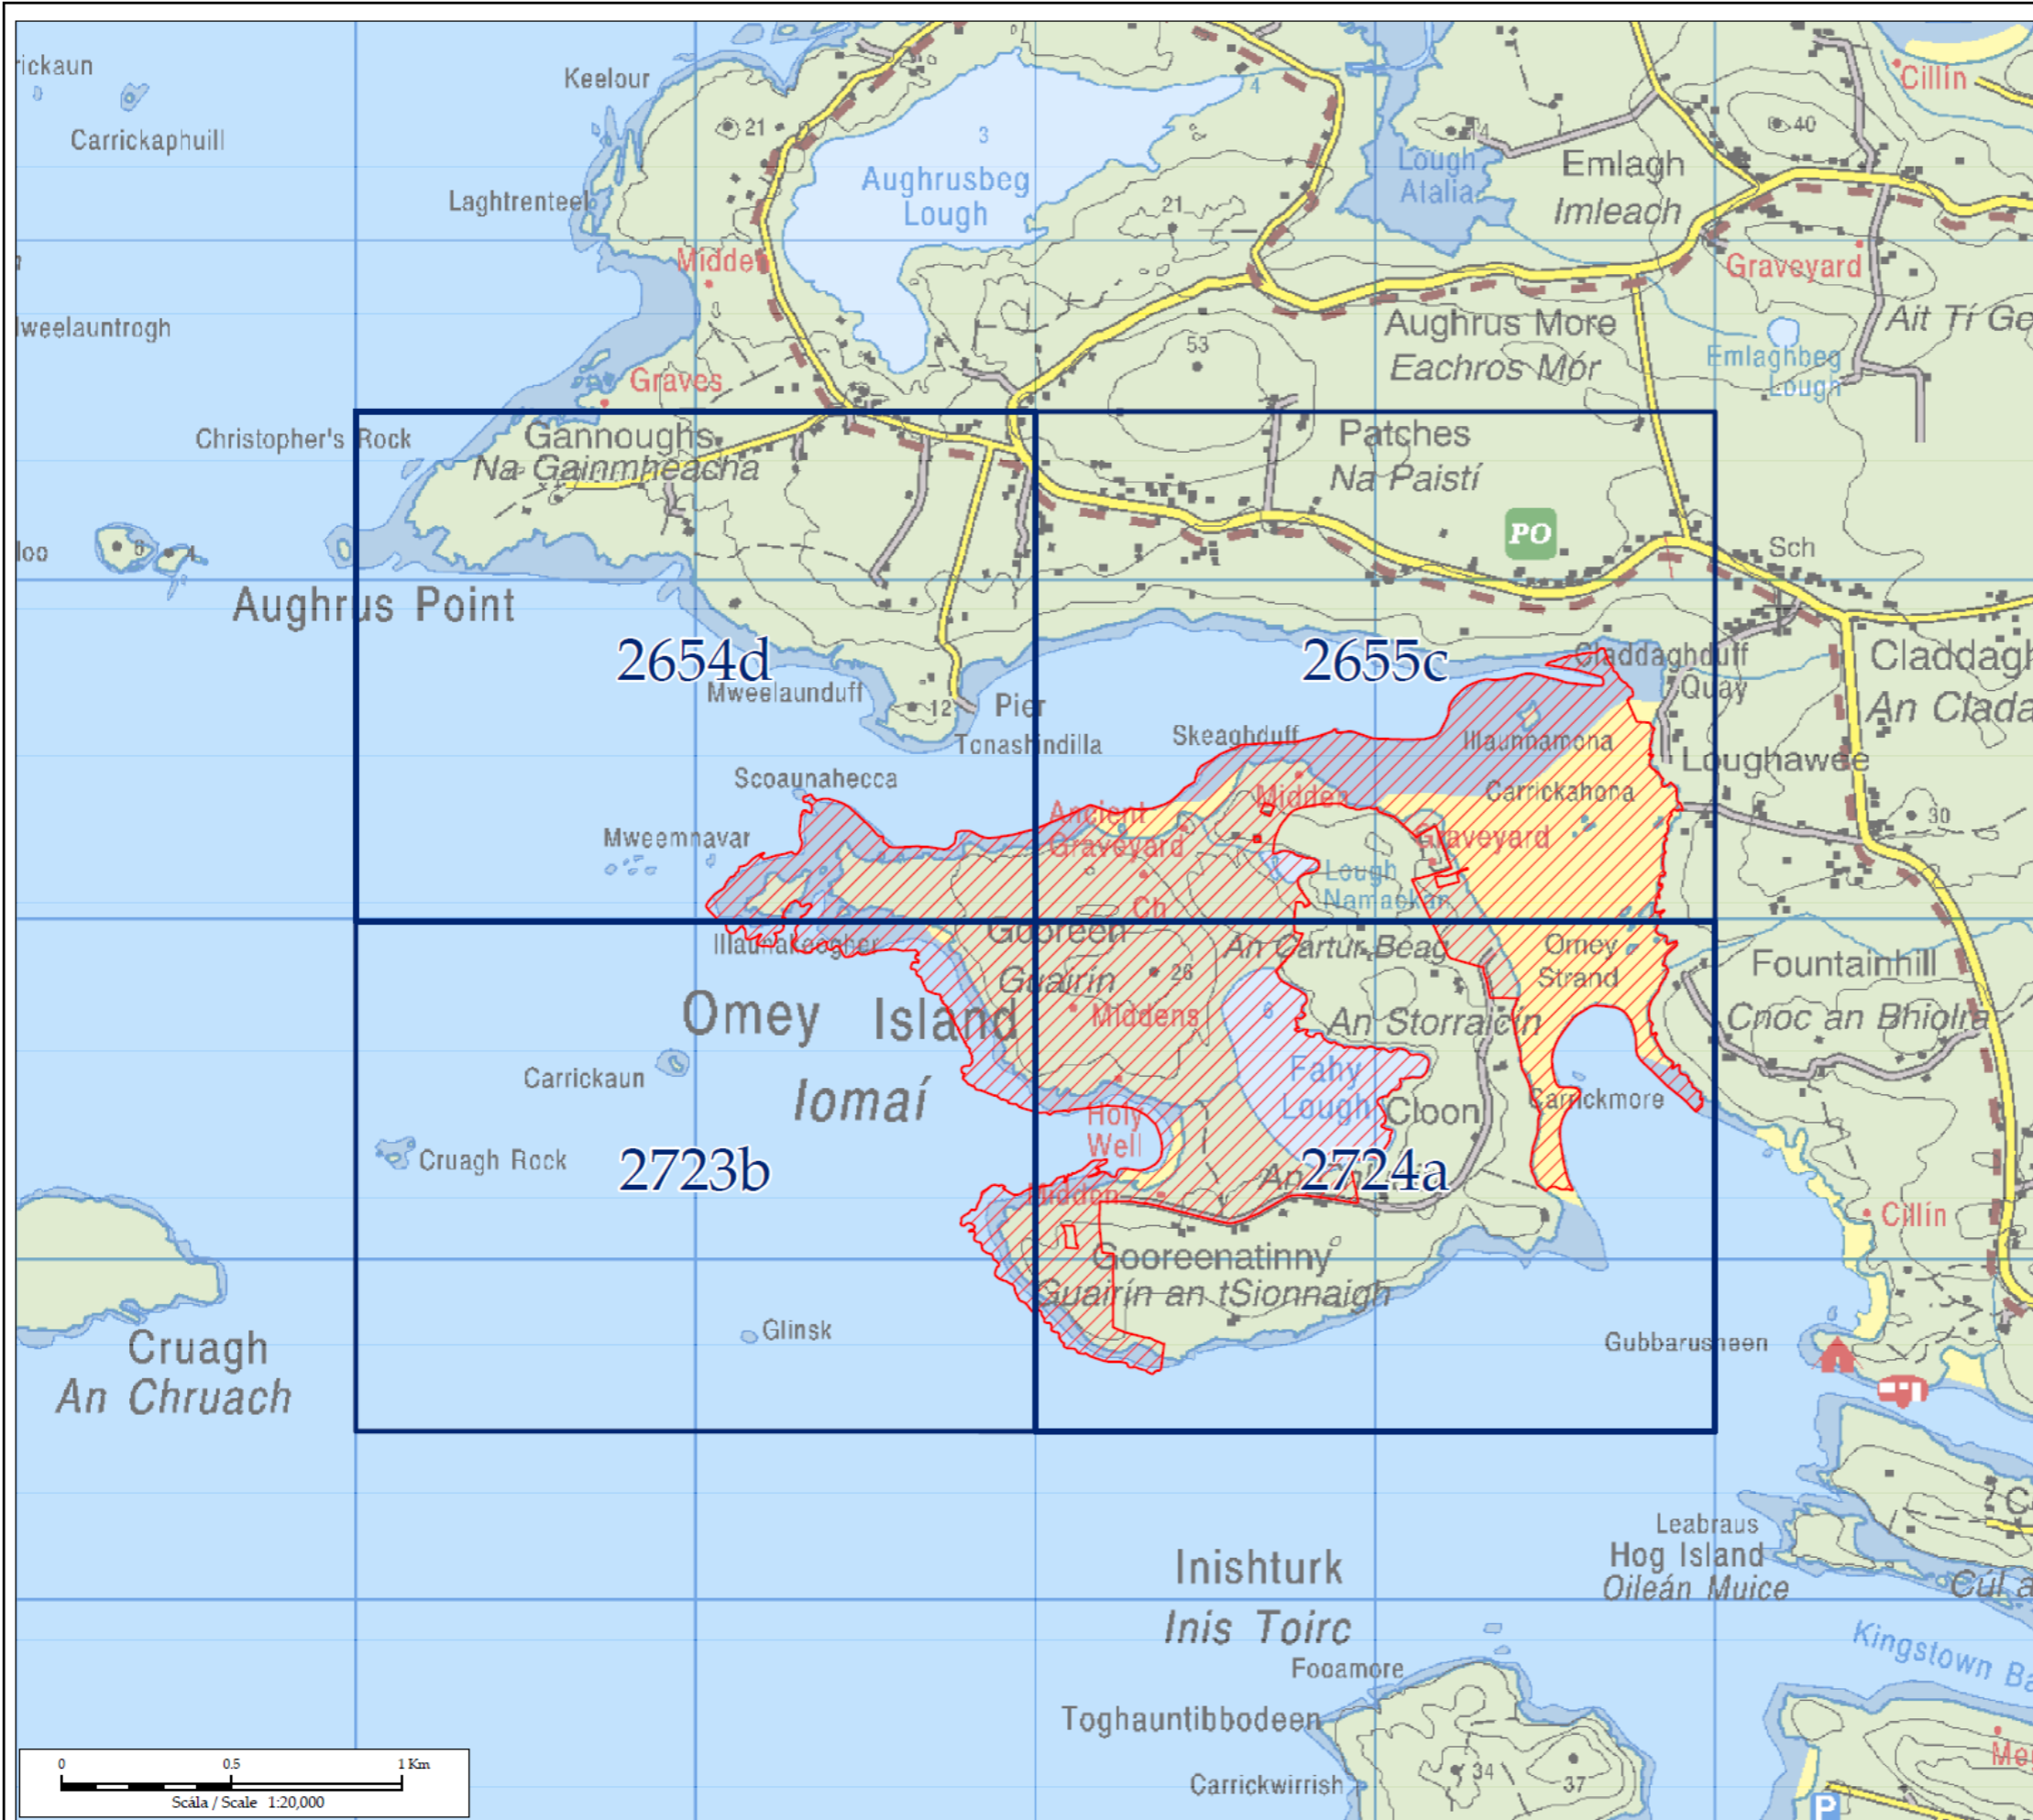 rickaun
Keelour
Carrickaphuill
21
3
Aughrusbeg
Lough
4
Cillín
40
14
Lough
Atalia
Emlagh
Imleach
Laghtrenteel
21
Midden
Graveyard
lweelauntrogh
53
Aughrus More
Eachros Mór
Ait Tí Ge
Emlaghbeg
Lough
Graves
Christopher's Rock
Gannoughs
Na Gainmheacha
Patches
Na Paistí
PO
Sch
loo
Aughrus Point
2654d
2655c
Claddaghduff
Quay
Claddagh
An Clada
Mweelaunduff
12
Pier
Tonashindilla
Skeaghduff
Illaunnamona
Loughawee
Scoaunahecca
Midden
Carrickahona
Mweemnavar
Ancient
Graveyard
Graveyard
30
Lough
Namackan
Ch
Illaunakeogher
Gooreen
Guairín
26
An Cartúr Beag
Omey
Strand
Fountainhill
Cnoc an Bhiolra
Omey Island
Iomaí
Middens
6
An Storraicín
Carrickaun
Fahy
Lough
Cloon
Carrickmore
Holy
Well
Cruagh Rock
2723b
2724a
Midden
Cillín
Gooreenatinny
Guairín an tSionnaigh
Glinsk
Gubbarusheen
Cruagh
An Chruach
Leabraus
Hog Island
Oileán Muice
Cúl a
Inishturk
Inis Toirc
Kingstown Ba
Fooamore
Toghauntibbodeen
34
37
Carrickwirrish
P
0 0.5 1 Km
Scála / Scale 1:20,000